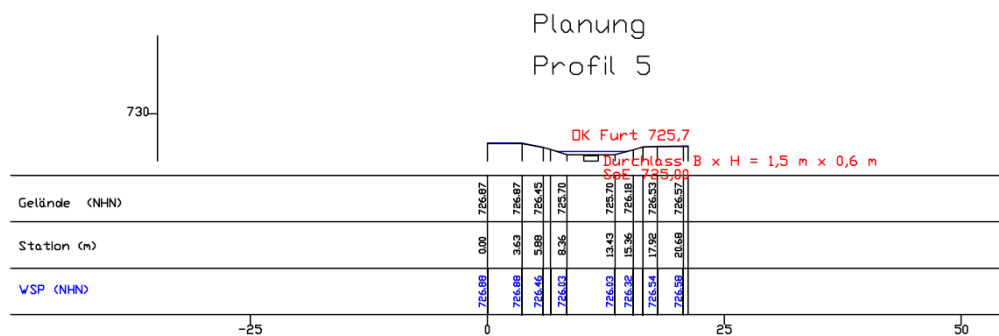 Planung
Profil 5
730
OK Furt 725,7
Durchlass B x H = 1,5 m x 0,6 m
SoE 725,00
Gelände (NHN) 726.87 726.87 726.45 725.70 725.70 726.18 726.53 726.57
Station (m) 0.00 3.63 5.88 8.36 13.43 15.36 17.92 20.68
WSP (NHN) 726.88 726.88 726.46 726.03 726.03 726.32 726.54 726.58
-25 0 25 50